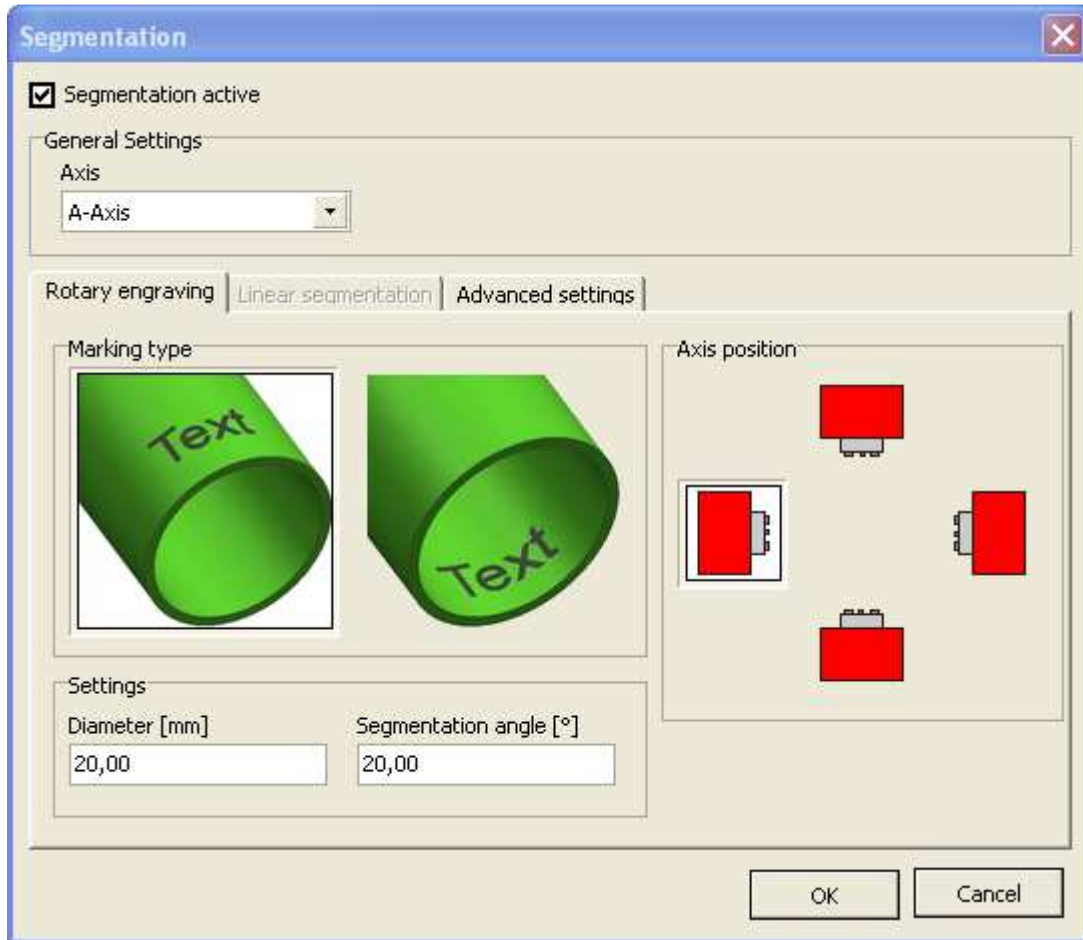 Segmentation
Segmentation active
General Settings
Axis
A-Axis
Rotary engraving Linear segmentation Advanced settings
Marking type
Text
Text
Axis position
Settings
Diameter [mm] Segmentation angle [°]
20,00 20,00
OK Cancel